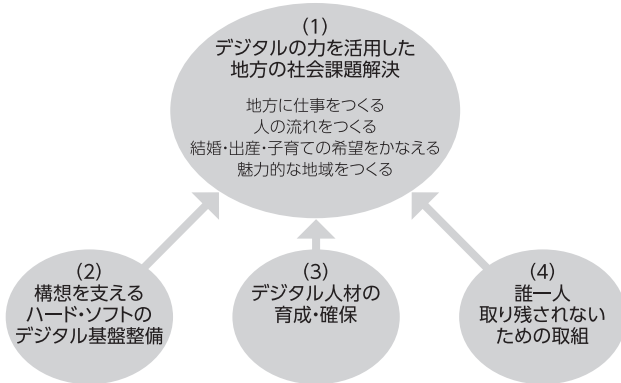 (1)
デジタルの力を活用した
地方の社会課題解決
地方に仕事をつくる
人の流れをつくる
結婚・出産・子育ての希望をかなえる
魅力的な地域をつくる
(2)
構想を支える
ハード・ソフトの
デジタル基盤整備
(3)
デジタル人材の
育成・確保
(4)
誰一人
取り残されない
ための取組